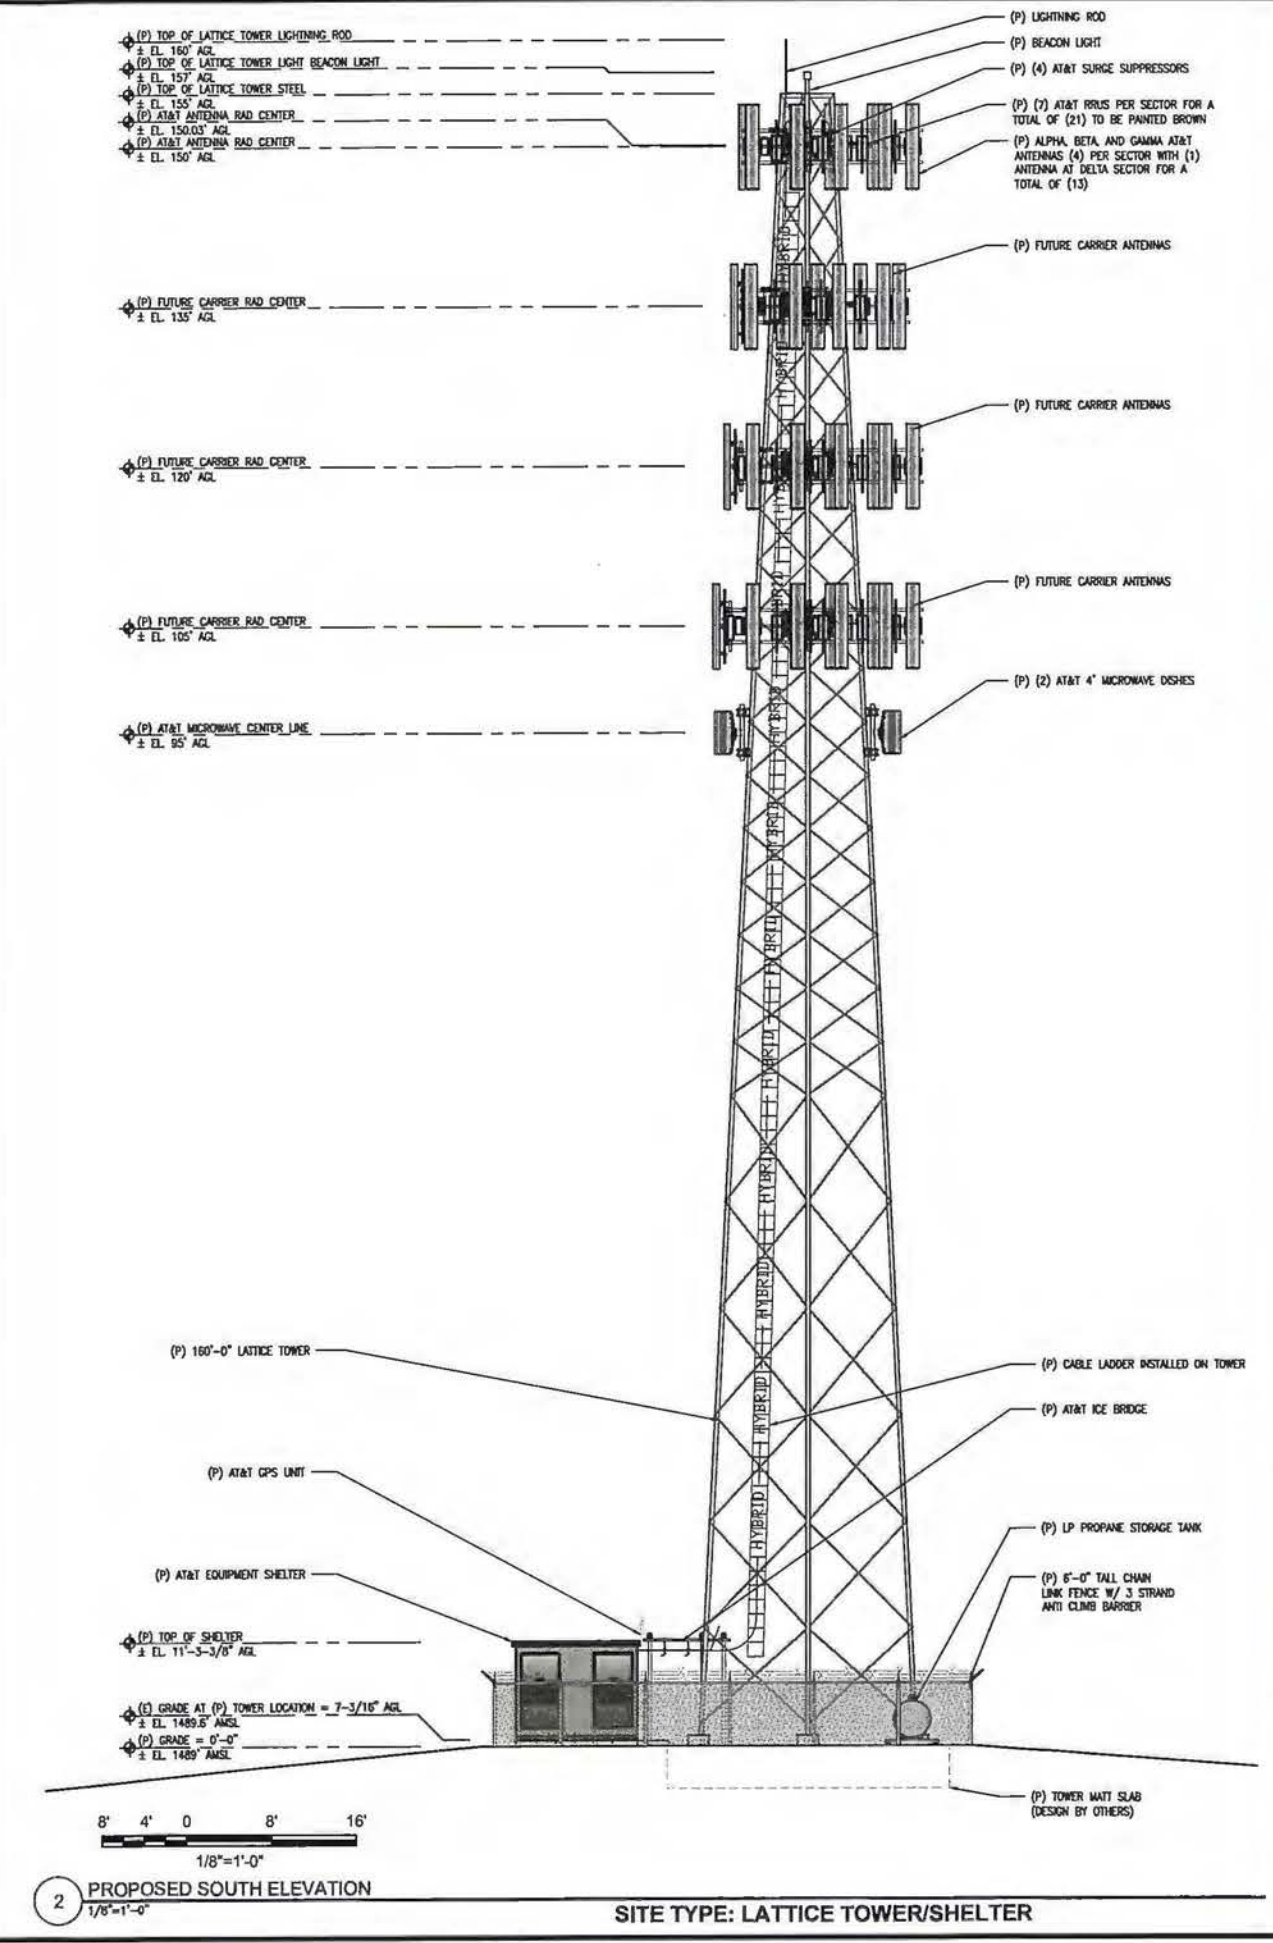 (P) TOP OF LATTICE TOWER LIGHTNING ROD
± EL. 160' AGL
(P) TOP OF LATTICE TOWER LIGHT BEACON LIGHT
± EL. 157' AGL
(P) TOP OF LATTICE TOWER STEEL
± EL. 155' AGL
(P) AT&T ANTENNA RAD CENTER
± EL. 150.03' AGL
(P) AT&T ANTENNA RAD CENTER
± EL. 150' AGL
(P) LIGHTNING ROD
(P) BEACON LIGHT
(P) (4) AT&T SURGE SUPPRESSORS
(P) (7) AT&T RRUS PER SECTOR FOR A
TOTAL OF (21) TO BE PAINTED BROWN
(P) ALPHA, BETA, AND GAMMA AT&T
ANTENNAS (4) PER SECTOR WITH (1)
ANTENNA AT DELTA SECTOR FOR A
TOTAL OF (13)
(P) FUTURE CARRIER ANTENNAS
(P) FUTURE CARRIER RAD CENTER
± EL. 135' AGL
(P) FUTURE CARRIER ANTENNAS
(P) FUTURE CARRIER RAD CENTER
± EL. 120' AGL
(P) FUTURE CARRIER ANTENNAS
(P) FUTURE CARRIER RAD CENTER
± EL. 105' AGL
(P) (2) AT&T 4' MICROWAVE DISHES
(P) AT&T MICROWAVE CENTER LINE
± EL. 95' AGL
HYBRID
HYBRID
HYBRID
HYBRID
HYBRID
HYBRID
HYBRID
HYBRID
HYBRID
HYBRID
HYBRID
HYBRID
(P) 160'-0" LATTICE TOWER
(P) CABLE LADDER INSTALLED ON TOWER
(P) AT&T ICE BRIDGE
(P) AT&T GPS UNIT
(P) LP PROPANE STORAGE TANK
(P) AT&T EQUIPMENT SHELTER
(P) 6'-0" TALL CHAIN
LINK FENCE W/ 3 STRAND
ANTI CLIMB BARRIER
(P) TOP OF SHELTER
± EL. 11'-3-3/8" AGL
(E) GRADE AT (P) TOWER LOCATION = 7-3/16" AGL
± EL. 1489.6' AMSL
(P) GRADE = 0'-0"
± EL. 1489' AMSL
(P) TOWER MATT SLAB
(DESIGN BY OTHERS)
8' 4' 0 8' 16'
1/8"=1'-0"
2 PROPOSED SOUTH ELEVATION
1/8"=1'-0"
SITE TYPE: LATTICE TOWER/SHELTER